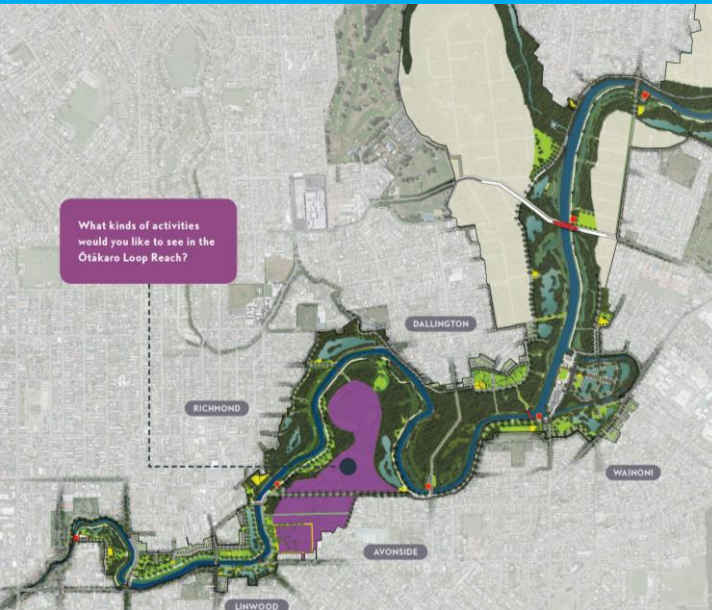 What kinds of activities
would you like to see in the
Ōtākaro Loop Reach?
DALLINGTON
RICHMOND
WAINONI
AVONSIDE
LINWOOD